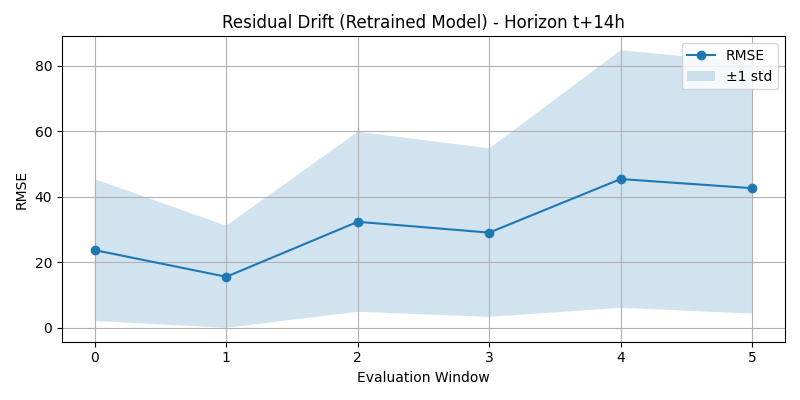 Residual Drift (Retrained Model) - Horizon t+14h
RMSE
±1 std
80
60
40
20
0
RMSE
0 1 2 3 4 5
Evaluation Window